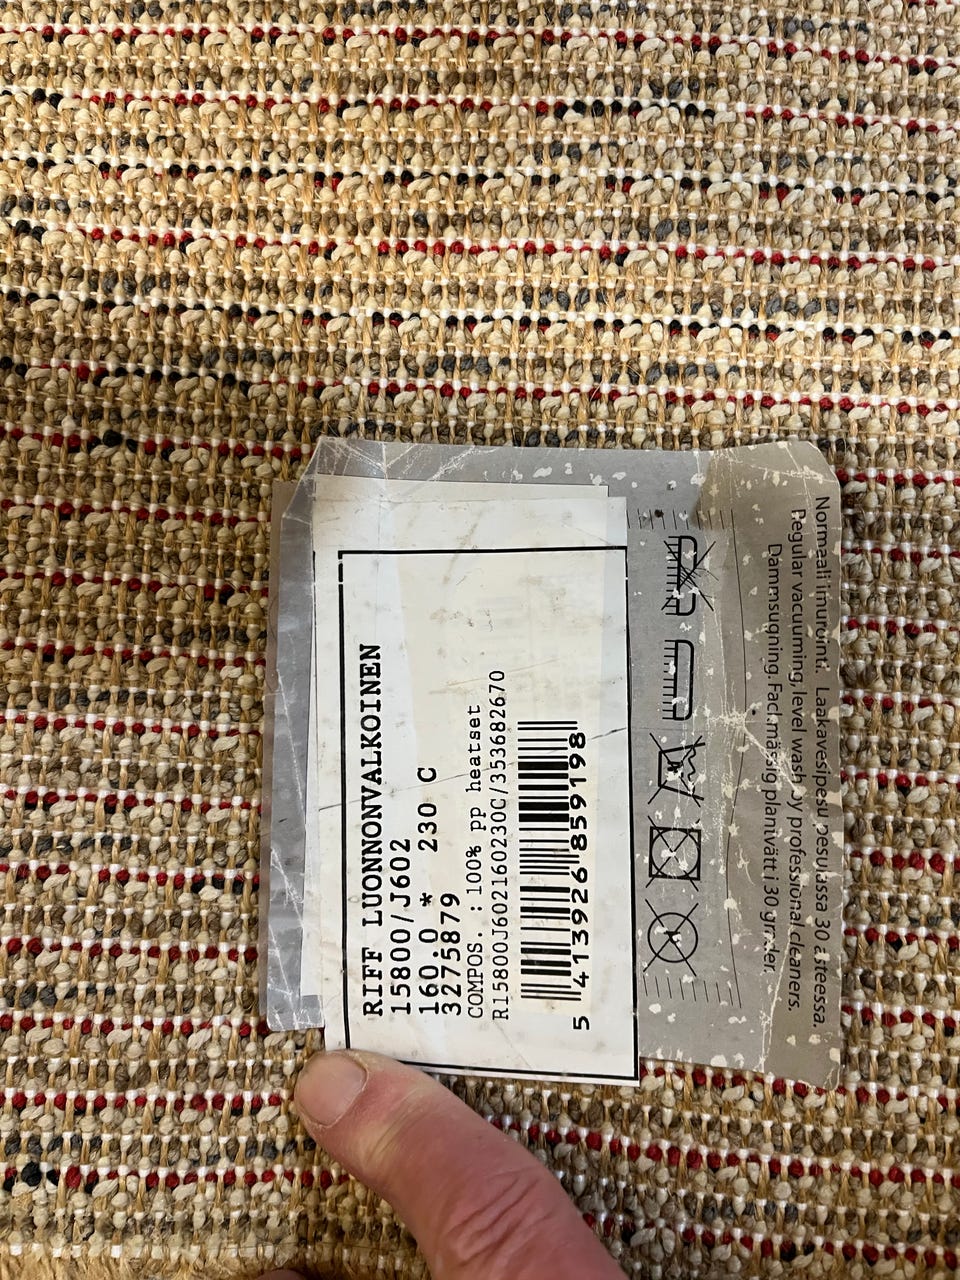 RIFF LUONNONVALKOINEN
15800/J602
160.0 * 230 C
3275879
COMPOS. : 100% pp heatset
R15800J602160230C/353682670
5 413926 859198
Normaali imurointi. Laakavesipesu pesulassa 30 asteessa.
Regular vacuuming, level wash by professional cleaners.
Dammsugning. Fackmässig planvätt i 30 grader.